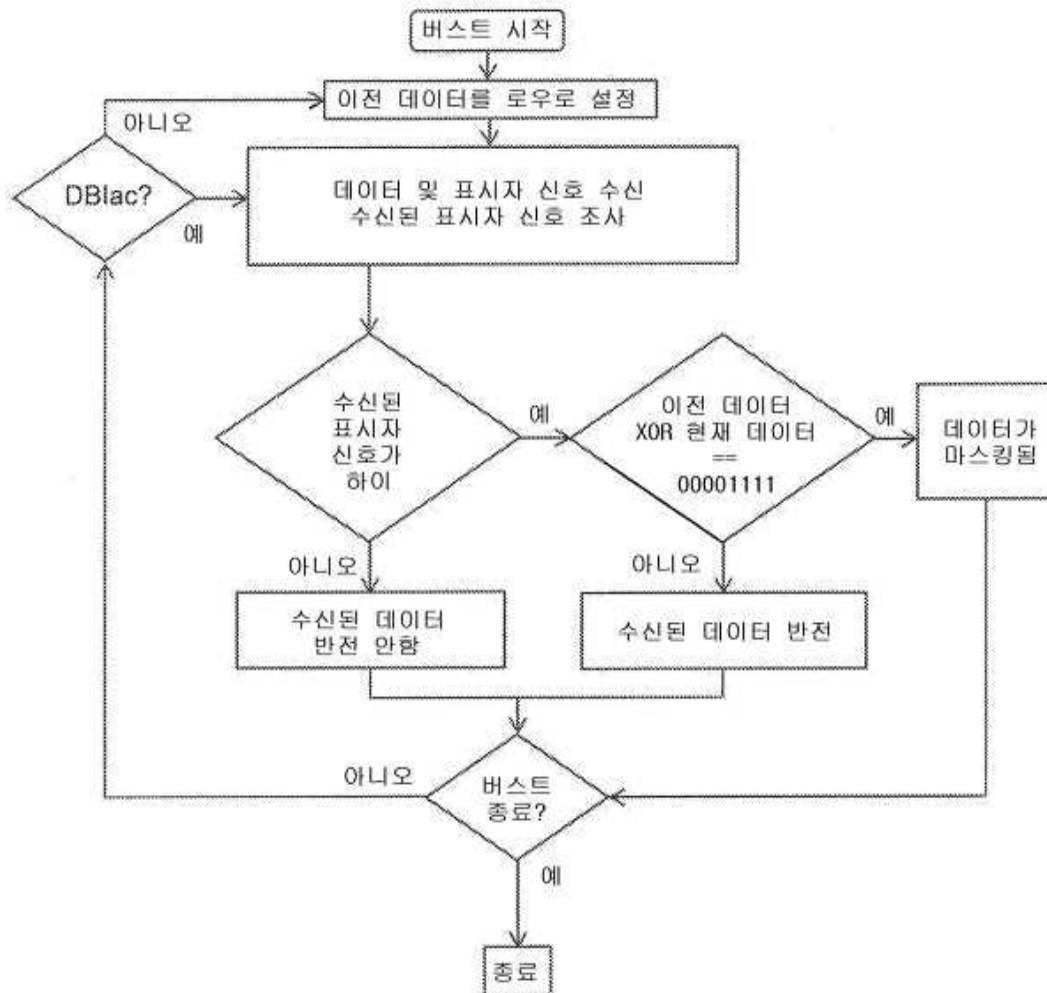 버스트 시작
이전 데이터를 로우로 설정
아니오
DBIac?
예
데이터 및 표시자 신호 수신
수신된 표시자 신호 조사
수신된
표시자
신호가
하이
예
이전 데이터
XOR 현재 데이터
==
00001111
예
데이터가
마스킹됨
아니오
아니오
수신된 데이터
반전 안함
수신된 데이터 반전
아니오
버스트
종료?
예
종료